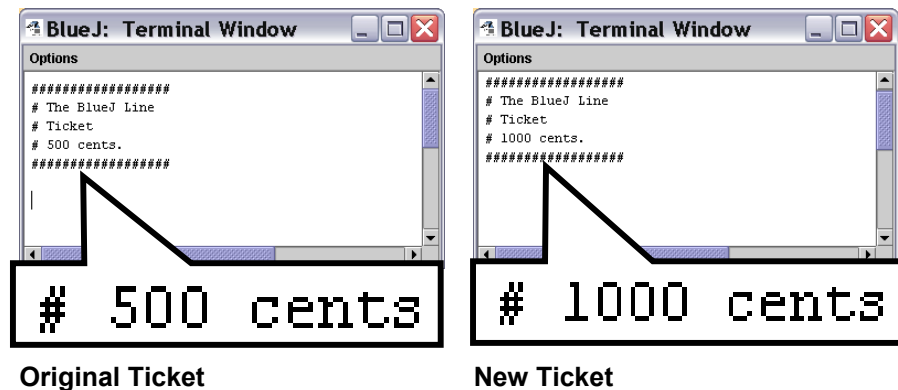 BlueJ: Terminal Window
Options
##################
# The BlueJ Line
# Ticket
# 500 cents.
##################
# 500 cents
Original Ticket
BlueJ: Terminal Window
Options
##################
# The BlueJ Line
# Ticket
# 1000 cents.
##################
# 1000 cents
New Ticket